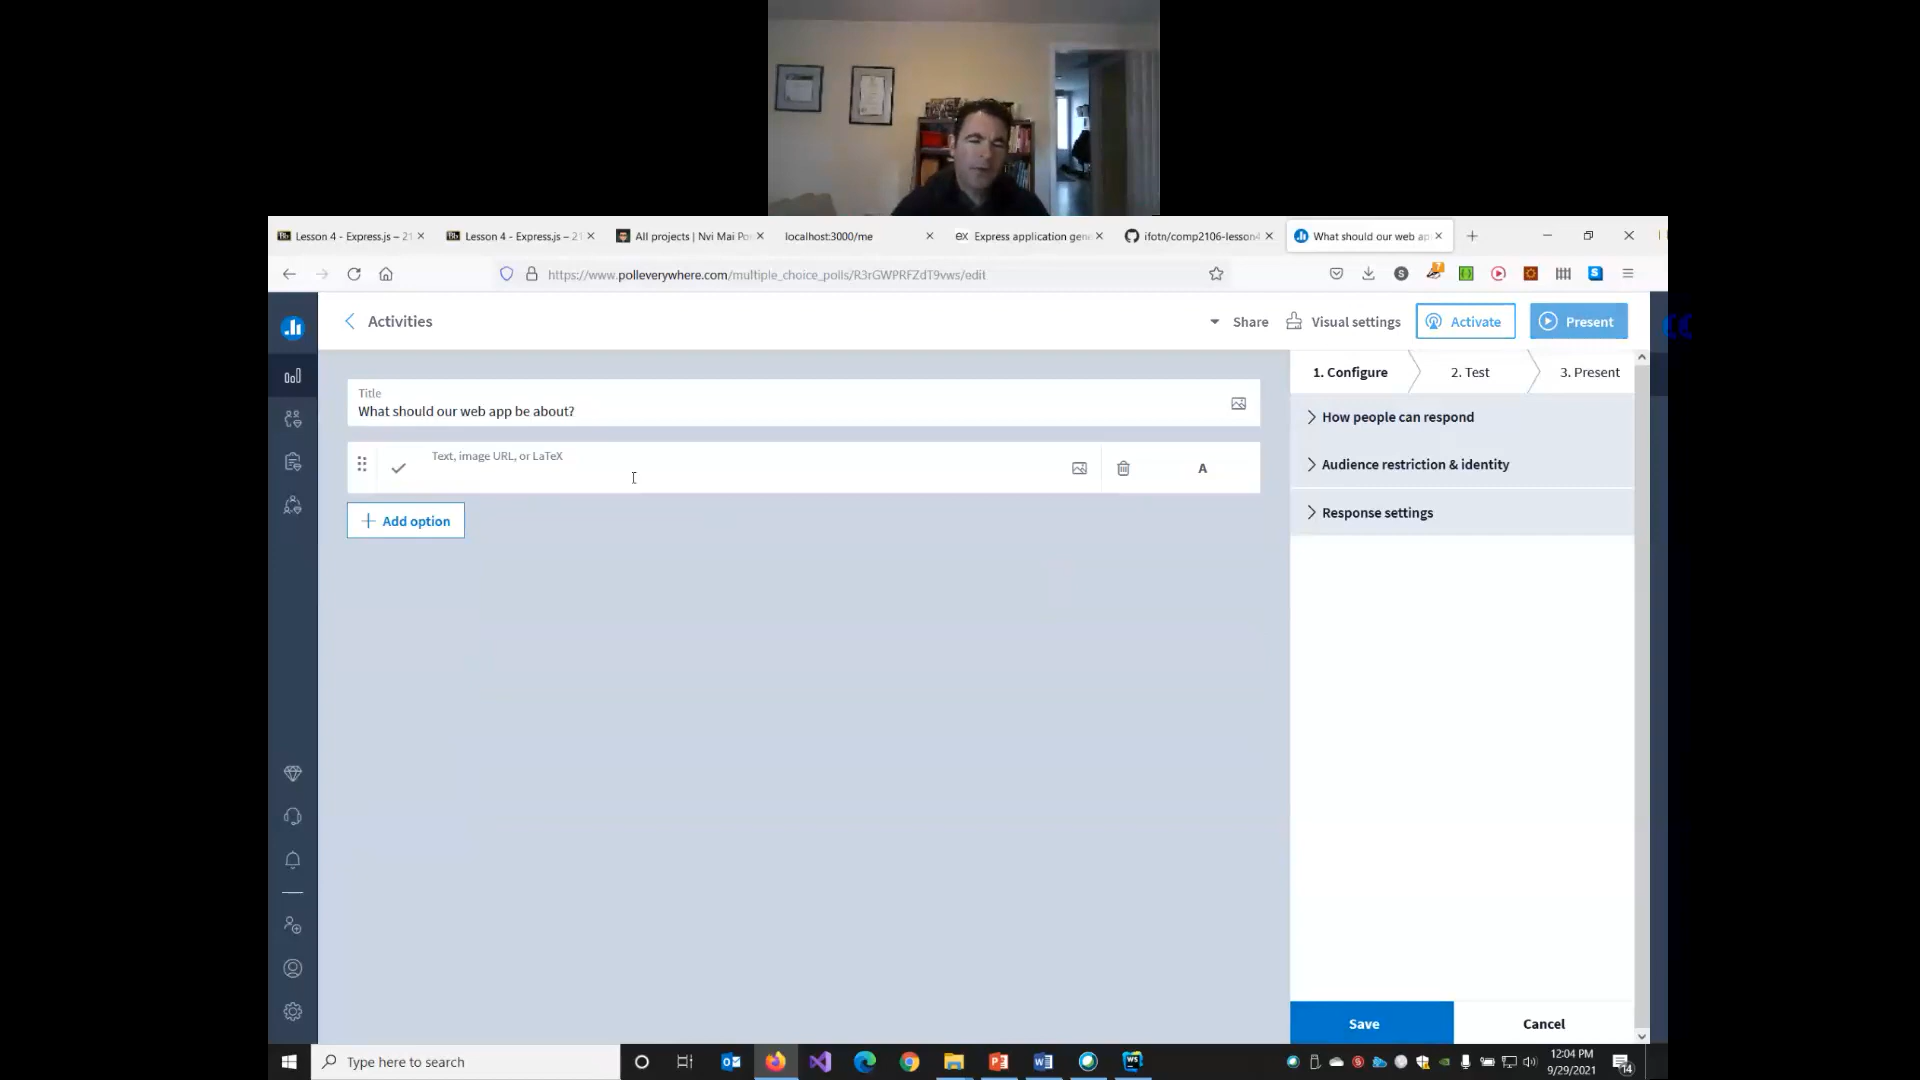 Lesson 4 - Express.js – 21
Lesson 4 - Express.js – 21
All projects | Nvi Mai Po
localhost:3000/me
ex Express application gen
ifotn/comp2106-lesson
What should our web ap
https://www.polleverywhere.com/multiple_choice_polls/R3rGWPRFZdT9vws/edit
Activities
Share
Visual settings
Activate
Present
1. Configure
2. Test
3. Present
Title
What should our web app be about?
How people can respond
Text, image URL, or LaTeX
A
Audience restriction & identity
Add option
Response settings
Save
Cancel
Type here to search
12:04 PM
9/29/2021
14